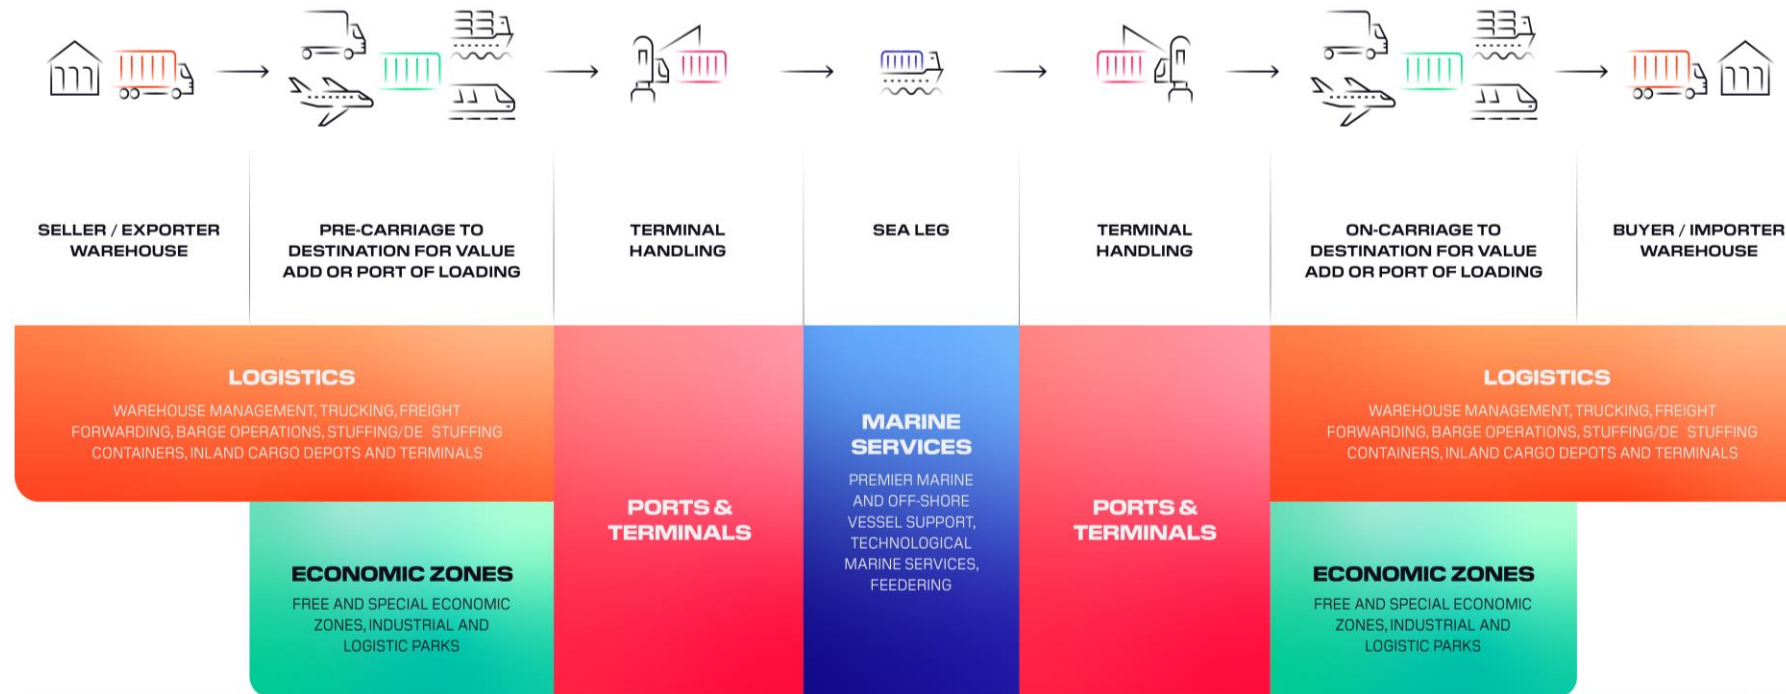 SELLER / EXPORTER
WAREHOUSE
PRE-CARRIAGE TO
DESTINATION FOR VALUE
ADD OR PORT OF LOADING
TERMINAL
HANDLING
SEA LEG
TERMINAL
HANDLING
ON-CARRIAGE TO
DESTINATION FOR VALUE
ADD OR PORT OF LOADING
BUYER / IMPORTER
WAREHOUSE
LOGISTICS
WAREHOUSE MANAGEMENT, TRUCKING, FREIGHT
FORWARDING, BARGE OPERATIONS, STUFFING/DE STUFFING
CONTAINERS, INLAND CARGO DEPOTS AND TERMINALS
ECONOMIC ZONES
FREE AND SPECIAL ECONOMIC
ZONES, INDUSTRIAL AND
LOGISTIC PARKS
PORTS &
TERMINALS
MARINE
SERVICES
PREMIER MARINE
AND OFF-SHORE
VESSEL SUPPORT,
TECHNOLOGICAL
MARINE SERVICES,
FEEDERING
PORTS &
TERMINALS
LOGISTICS
WAREHOUSE MANAGEMENT, TRUCKING, FREIGHT
FORWARDING, BARGE OPERATIONS, STUFFING/DE STUFFING
CONTAINERS, INLAND CARGO DEPOTS AND TERMINALS
ECONOMIC ZONES
FREE AND SPECIAL ECONOMIC
ZONES, INDUSTRIAL AND
LOGISTIC PARKS